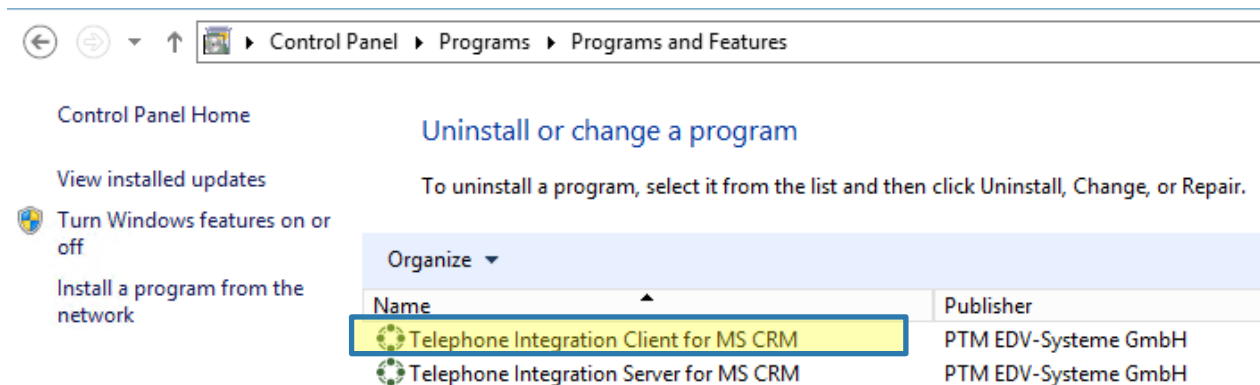 Control Panel Programs Programs and Features
Control Panel Home
View installed updates
Turn Windows features on or
off
Install a program from the
network
Uninstall or change a program
To uninstall a program, select it from the list and then click Uninstall, Change, or Repair.
Organize
Name Publisher
Telephone Integration Client for MS CRM PTM EDV-Systeme GmbH
Telephone Integration Server for MS CRM PTM EDV-Systeme GmbH